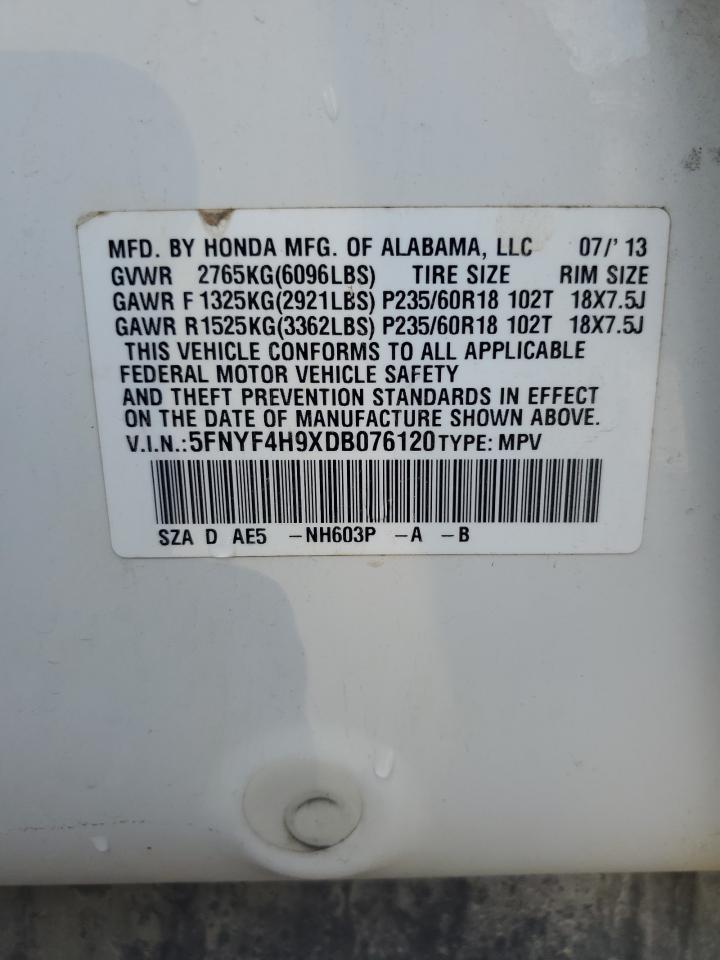 MFD. BY HONDA MFG. OF ALABAMA, LLC 07/'13
GVWR 2765KG(6096LBS) TIRE SIZE RIM SIZE
GAWR F 1325KG(2921LBS) P235/60R18 102T 18X7.5J
GAWR R1525KG(3362LBS) P235/60R18 102T 18X7.5J
THIS VEHICLE CONFORMS TO ALL APPLICABLE
FEDERAL MOTOR VEHICLE SAFETY
AND THEFT PREVENTION STANDARDS IN EFFECT
ON THE DATE OF MANUFACTURE SHOWN ABOVE.
V.I.N.:5FNYF4H9XDB076120 TYPE: MPV
SZA D AE5 -NH603P -A -B